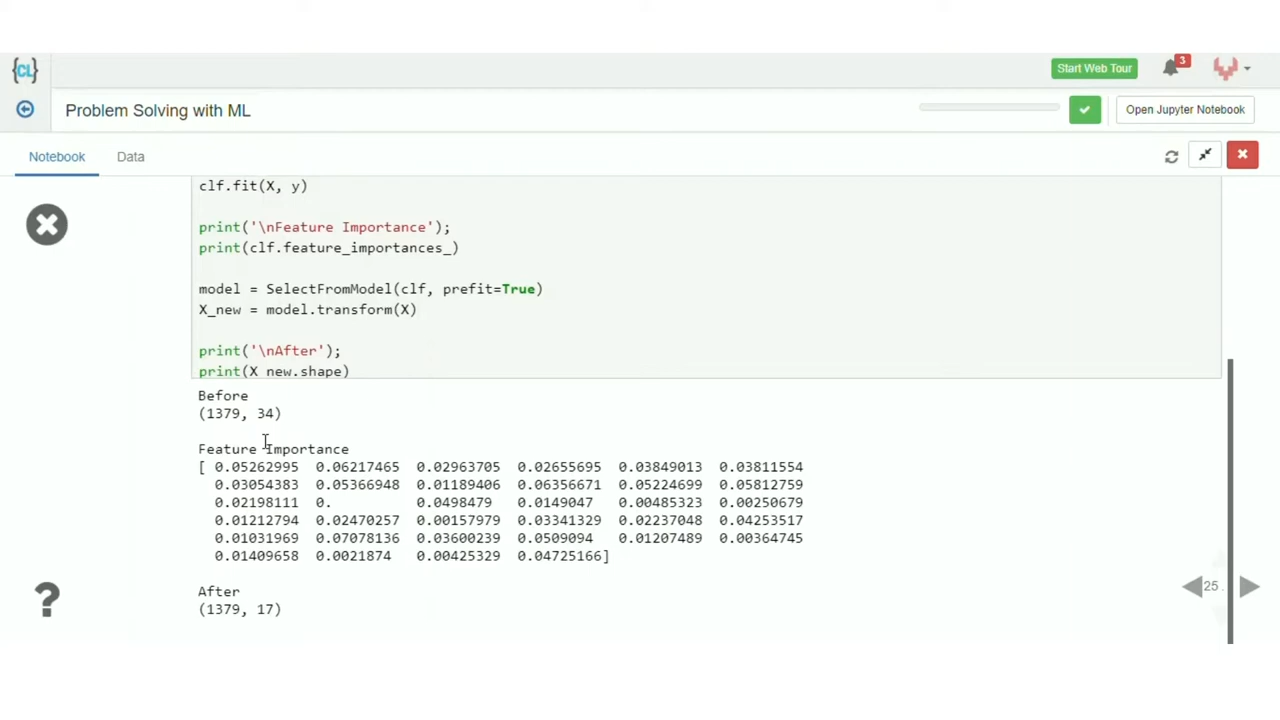 {CL}
Start Web Tour
3
Problem Solving with ML
Open Jupyter Notebook
Notebook
Data
clf.fit(X, y)
print('\nFeature Importance');
print(clf.feature_importances_)
model = SelectFromModel(clf, prefit=True)
X_new = model.transform(X)
print('\nAfter');
print(X_new.shape)
Before
(1379, 34)
Feature Importance
[ 0.05262995 0.06217465 0.02963705 0.02655695 0.03849013 0.03811554
0.03054383 0.05366948 0.01189406 0.06356671 0.05224699 0.05812759
0.02198111 0. 0.0498479 0.0149047 0.00485323 0.00250679
0.01212794 0.02470257 0.00157979 0.03341329 0.02237048 0.04253517
0.01031969 0.07078136 0.03600239 0.0509094 0.01207489 0.00364745
0.01409658 0.0021874 0.00425329 0.04725166]
After
(1379, 17)
?
25 .